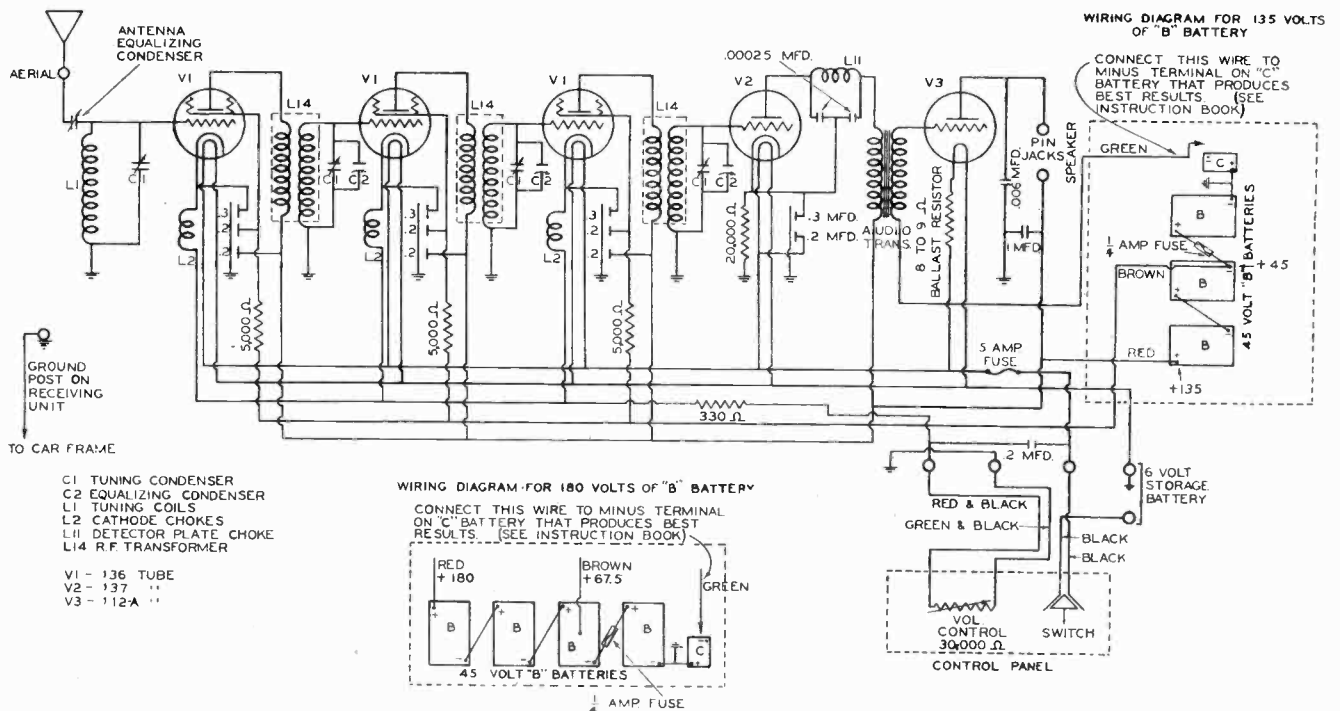 WIRING DIAGRAM FOR 135 VOLTS
OF "B" BATTERY
ANTENNA
EQUALIZING
CONDENSER
AERIAL
V1
V1
V1
V2
V3
.00025 MFD.
L11
L14
L14
L14
CONNECT THIS WIRE TO
MINUS TERMINAL ON "C"
BATTERY THAT PRODUCES
BEST RESULTS. (SEE
INSTRUCTION BOOK)
GREEN
PIN
JACKS
SPEAKER
.006 MFD.
.1 MFD.
L1
C1
C1
C2
C1
C2
C1
C2
L2
L2
L2
.3
.2
.2
.3
.2
.2
.3
.2
.2
20,000 Ω
.3 MFD.
.2 MFD.
AUDIO
TRANS.
8 TO 9 Ω
BALLAST RESISTOR
C
B
B
B
1/4 AMP FUSE
BROWN
+45
45 VOLT "B" BATTERIES
RED
+135
5,000 Ω
5,000 Ω
5,000 Ω
5 AMP
FUSE
330 Ω
.2 MFD.
GROUND
POST ON
RECEIVING
UNIT
TO CAR FRAME
6 VOLT
STORAGE
BATTERY
RED & BLACK
GREEN & BLACK
BLACK
BLACK
VOL.
CONTROL
30,000 Ω
SWITCH
CONTROL PANEL
C1 TUNING CONDENSER
C2 EQUALIZING CONDENSER
L1 TUNING COILS
L2 CATHODE CHOKES
L11 DETECTOR PLATE CHOKE
L14 R.F. TRANSFORMER
V1 - 136 TUBE
V2 - 137 "
V3 - 112-A "
WIRING DIAGRAM FOR 180 VOLTS OF "B" BATTERY
CONNECT THIS WIRE TO MINUS TERMINAL
ON "C" BATTERY THAT PRODUCES BEST
RESULTS. (SEE INSTRUCTION BOOK)
RED
+180
BROWN
+67.5
GREEN
B
B
B
B
C
45 VOLT "B" BATTERIES
1/4 AMP FUSE